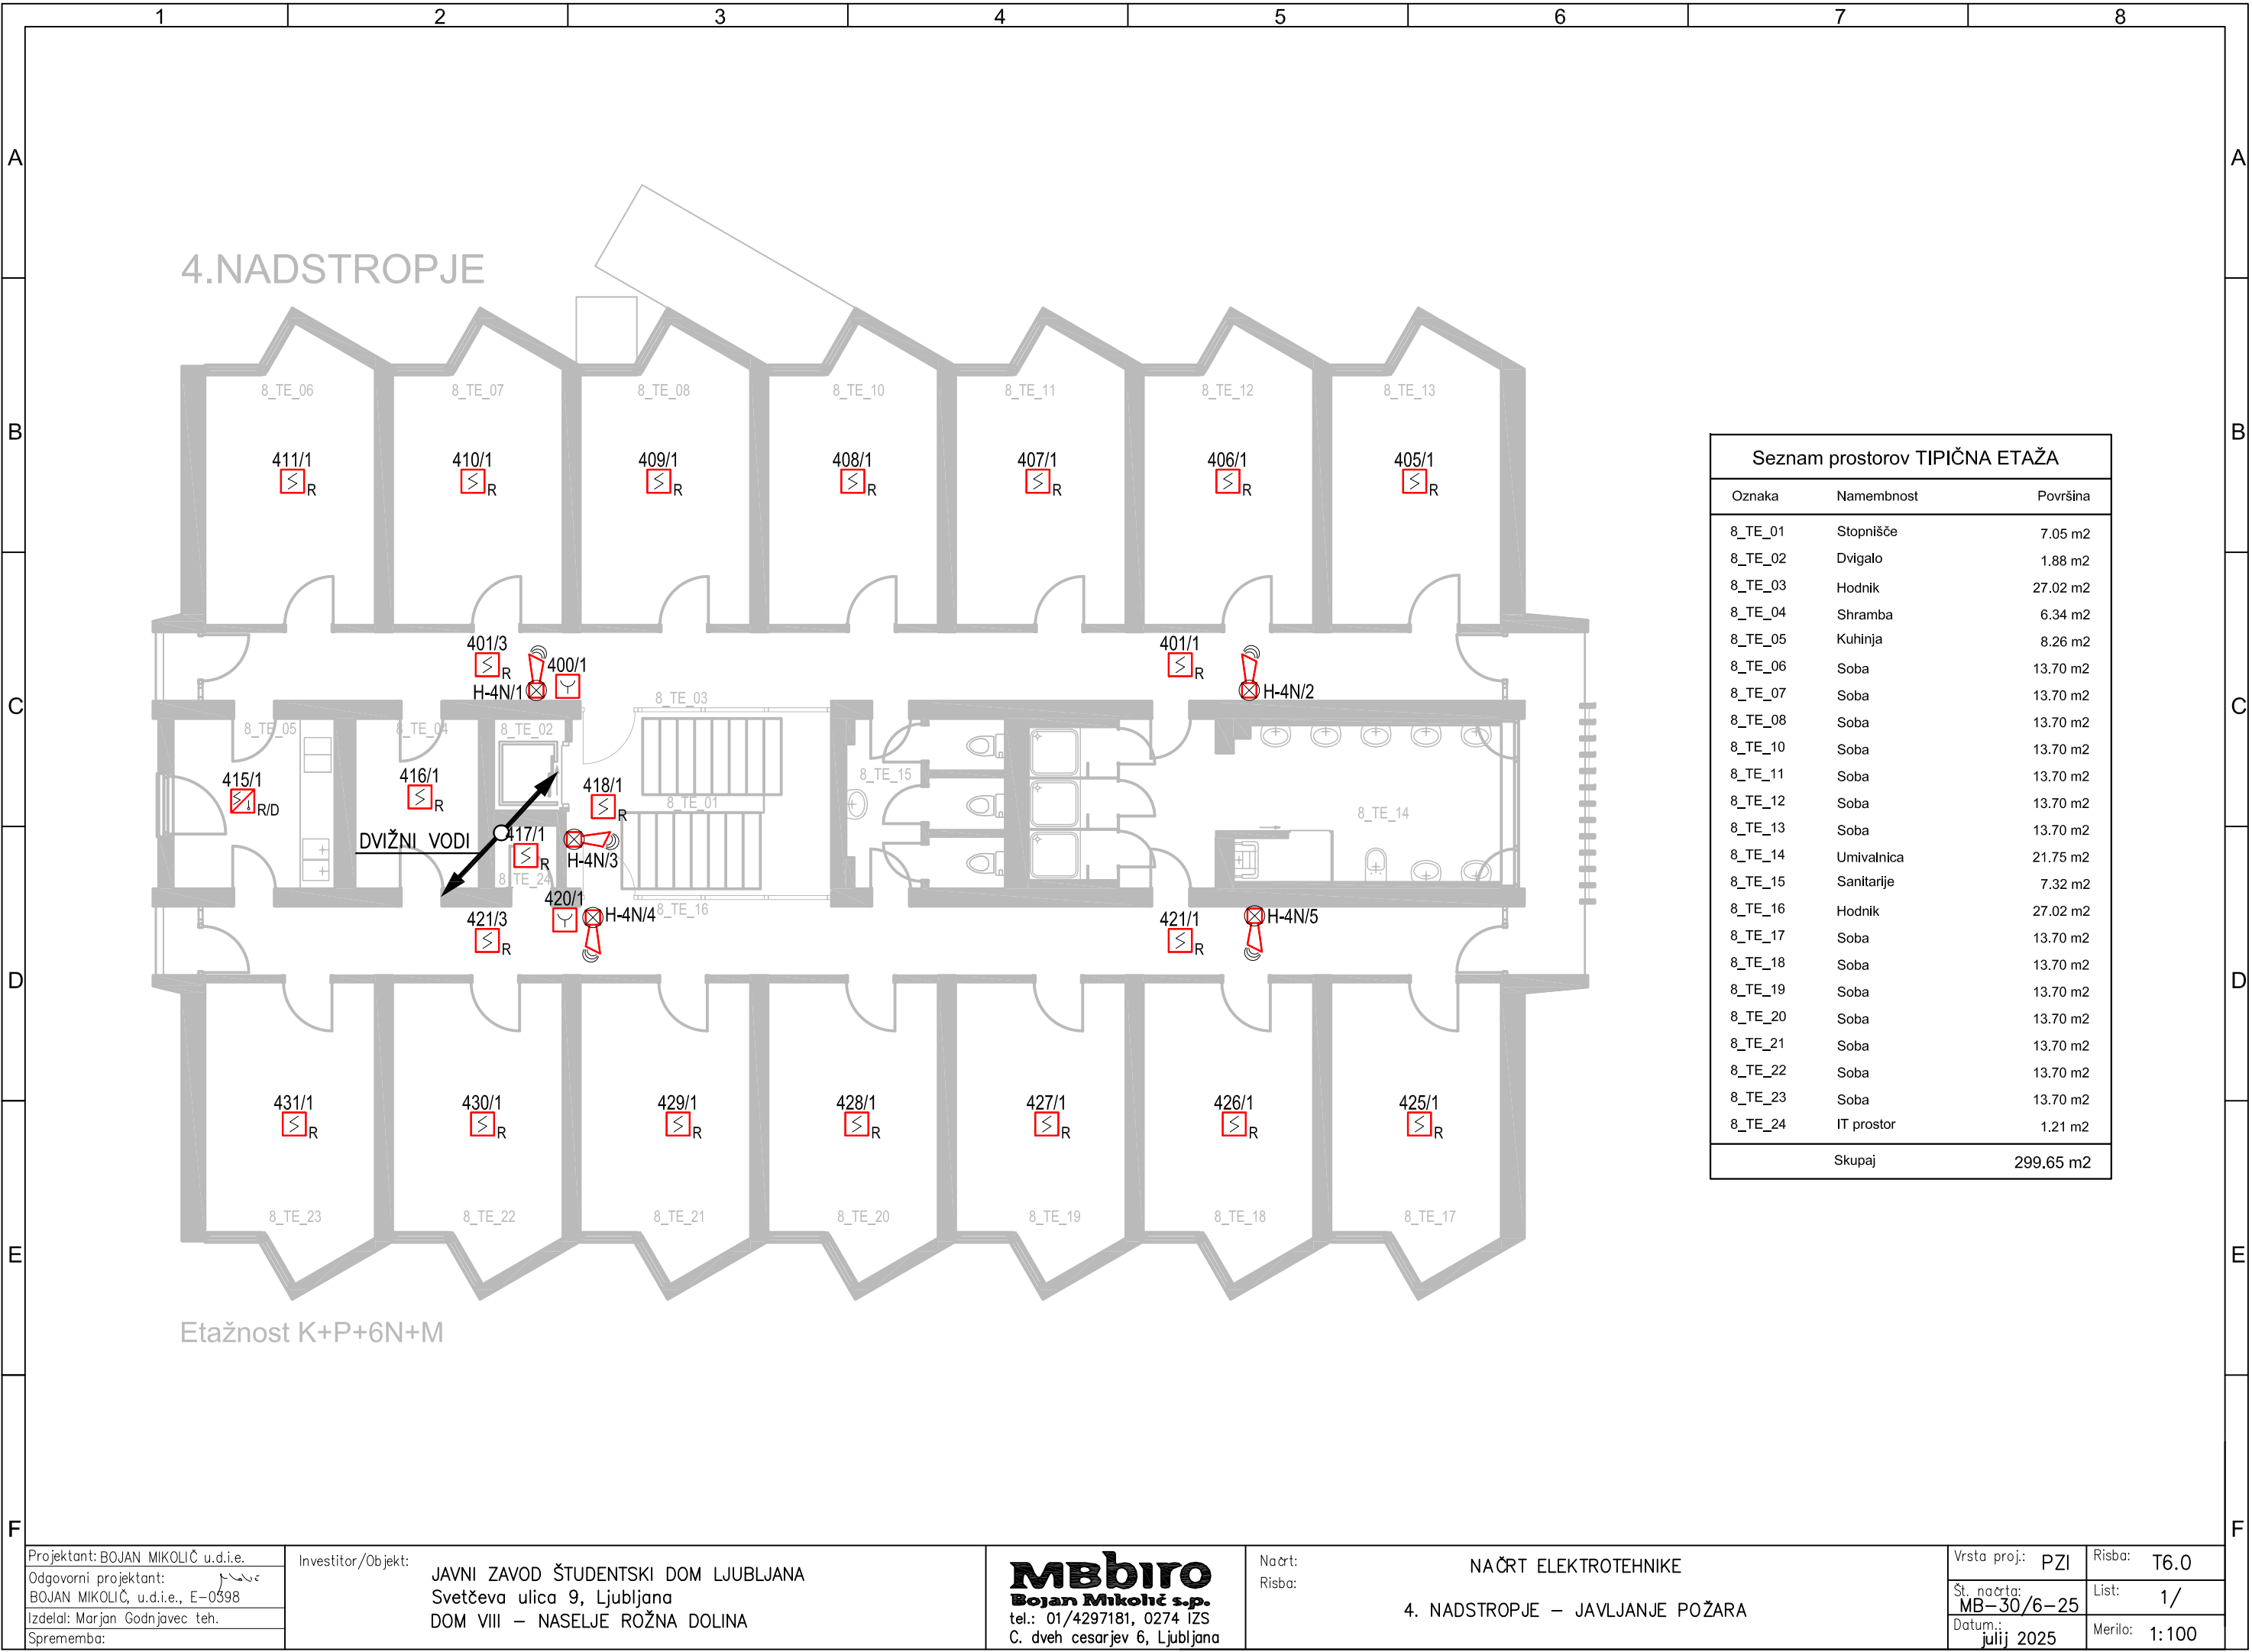 1 2 3 4 5 6 7 8
A A
B B
C C
D D
E E
F F
4.NADSTROPJE
8_TE_06 8_TE_07 8_TE_08 8_TE_10 8_TE_11 8_TE_12 8_TE_13
411/1 410/1 409/1 408/1 407/1 406/1 405/1
R R R R R R R
401/3 R H-4N/1 400/1 401/1 R H-4N/2
8_TE_03
8_TE_05 8_TE_04 8_TE_02
415/1 R/D 416/1 R 418/1 R 8_TE_01 8_TE_15 8_TE_14
DVIŽNI VODI 417/1 R H-4N/3
8_TE_24
420/1 H-4N/4 8_TE_16 H-4N/5
421/3 R 421/1 R
431/1 430/1 429/1 428/1 427/1 426/1 425/1
R R R R R R R
8_TE_23 8_TE_22 8_TE_21 8_TE_20 8_TE_19 8_TE_18 8_TE_17
Etažnost K+P+6N+M
Seznam prostorov TIPIČNA ETAŽA
Oznaka Namembnost Površina
8_TE_01 Stopnišče 7.05 m2
8_TE_02 Dvigalo 1.88 m2
8_TE_03 Hodnik 27.02 m2
8_TE_04 Shramba 6.34 m2
8_TE_05 Kuhinja 8.26 m2
8_TE_06 Soba 13.70 m2
8_TE_07 Soba 13.70 m2
8_TE_08 Soba 13.70 m2
8_TE_10 Soba 13.70 m2
8_TE_11 Soba 13.70 m2
8_TE_12 Soba 13.70 m2
8_TE_13 Soba 13.70 m2
8_TE_14 Umivalnica 21.75 m2
8_TE_15 Sanitarije 7.32 m2
8_TE_16 Hodnik 27.02 m2
8_TE_17 Soba 13.70 m2
8_TE_18 Soba 13.70 m2
8_TE_19 Soba 13.70 m2
8_TE_20 Soba 13.70 m2
8_TE_21 Soba 13.70 m2
8_TE_22 Soba 13.70 m2
8_TE_23 Soba 13.70 m2
8_TE_24 IT prostor 1.21 m2
Skupaj 299.65 m2
Projektant: BOJAN MIKOLIČ u.d.i.e.
Odgovorni projektant:
BOJAN MIKOLIČ, u.d.i.e., E-0598
Izdelal: Marjan Godnjavec teh.
Sprememba:
Investitor/Objekt:
JAVNI ZAVOD ŠTUDENTSKI DOM LJUBLJANA
Svetčeva ulica 9, Ljubljana
DOM VIII – NASELJE ROŽNA DOLINA
MBbiro
Bojan Mikolič s.p.
tel.: 01/4297181, 0274 IZS
C. dveh cesarjev 6, Ljubljana
Načrt: NAČRT ELEKTROTEHNIKE
Risba:
4. NADSTROPJE – JAVLJANJE POŽARA
Vrsta proj.: PZI
Št. načrta:
MB-30/6-25
Datum.:
julij 2025
Risba: T6.0
List: 1/
Merilo: 1:100